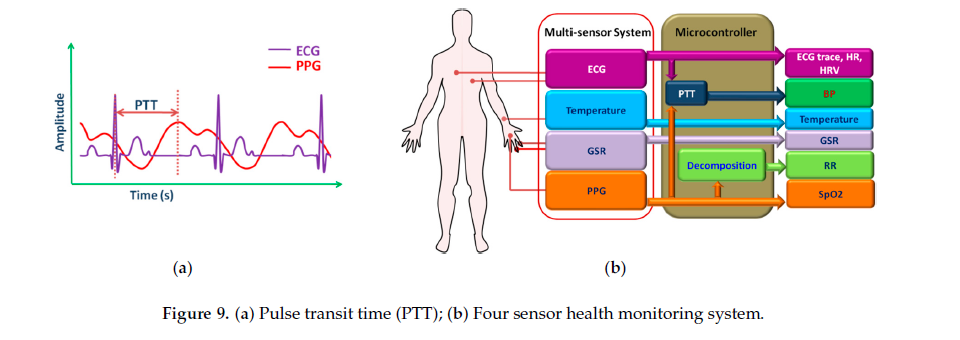 ECG
PPG
PTT
Amplitude
Time (s)
(a)
Multi-sensor System
ECG
Temperature
GSR
PPG
Microcontroller
PTT
Decomposition
ECG trace, HR,
HRV
BP
Temperature
GSR
RR
SpO2
(b)
Figure 9. (a) Pulse transit time (PTT); (b) Four sensor health monitoring system.